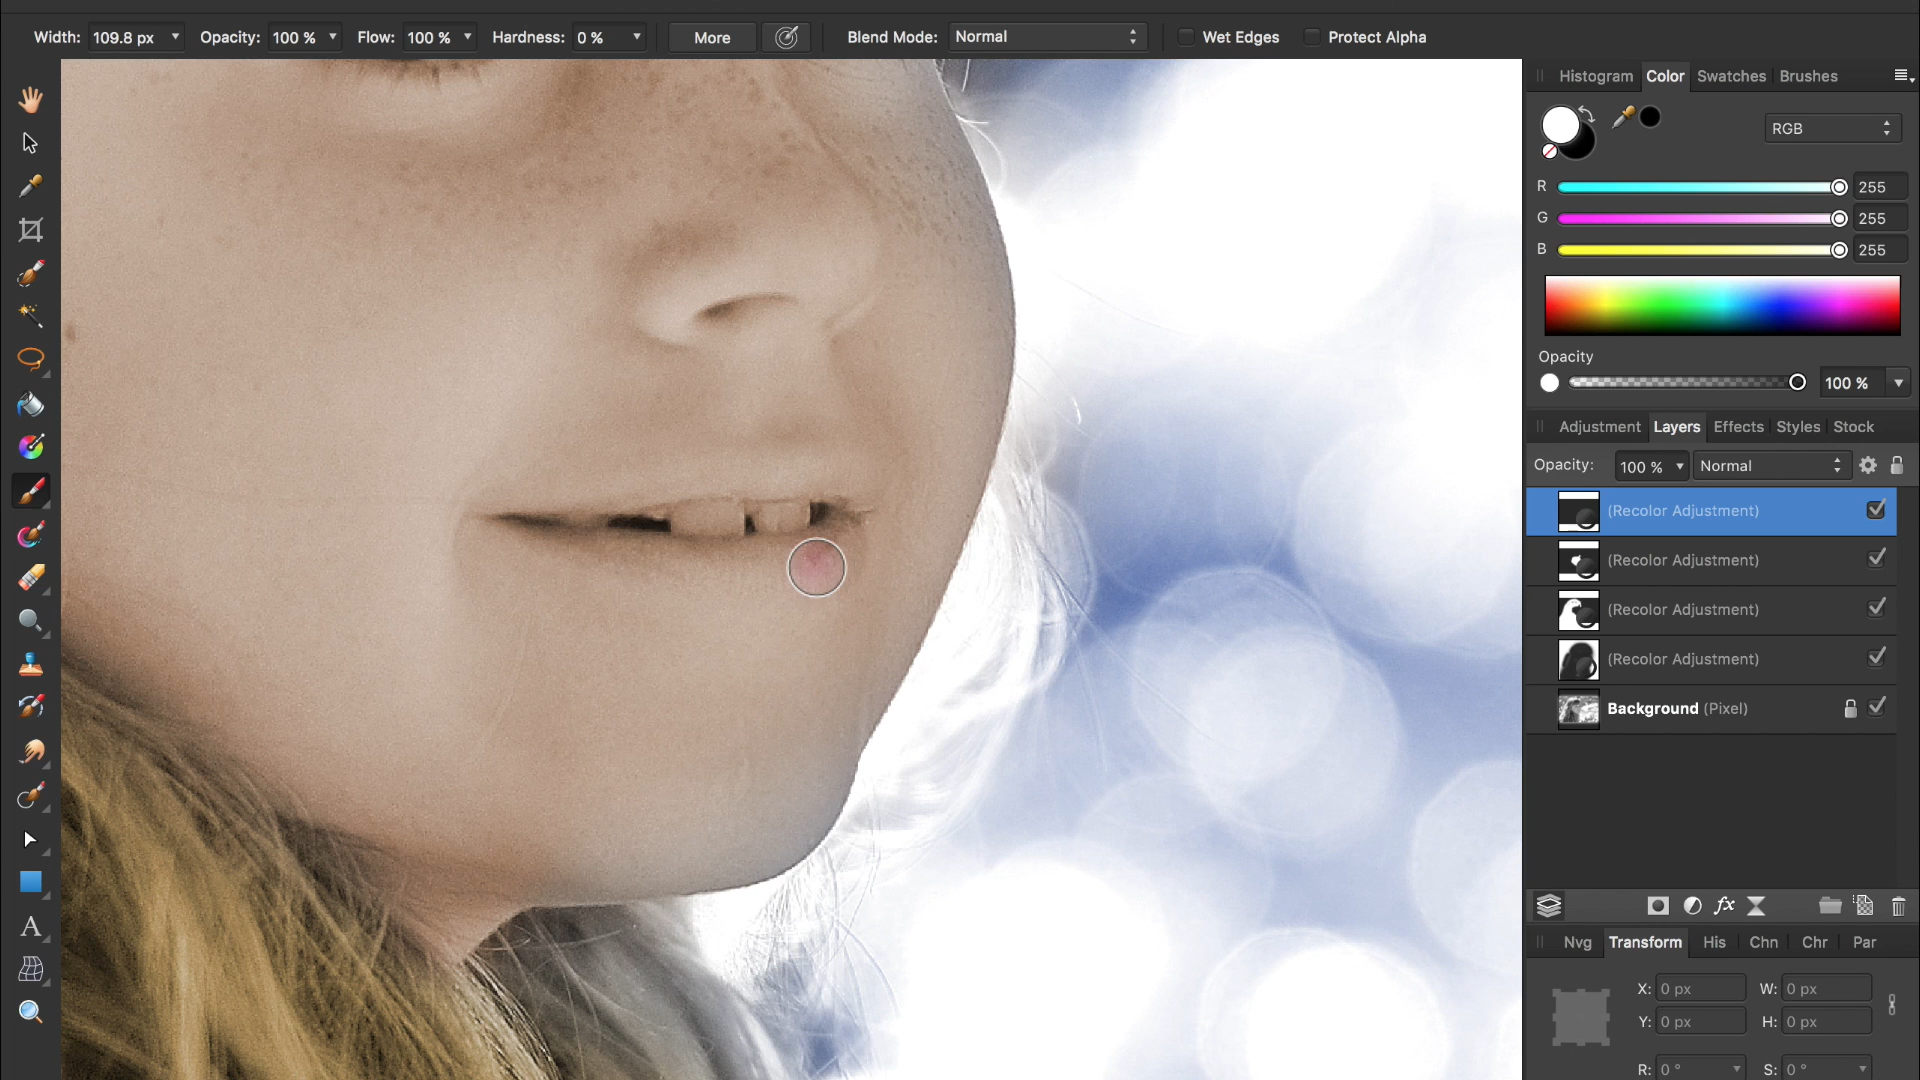 Width: 109.8 px Opacity: 100 % Flow: 100 % Hardness: 0 % More Blend Mode: Normal Wet Edges Protect Alpha
Histogram Color Swatches Brushes
RGB
R 255
G 255
B 255
Opacity
100 %
Adjustment Layers Effects Styles Stock
Opacity: 100 % Normal
(Recolor Adjustment)
(Recolor Adjustment)
(Recolor Adjustment)
(Recolor Adjustment)
Background (Pixel)
fx
A
Nvg Transform His Chn Chr Par
X: 0 px W: 0 px
Y: 0 px H: 0 px
R: 0 ° S: 0 °